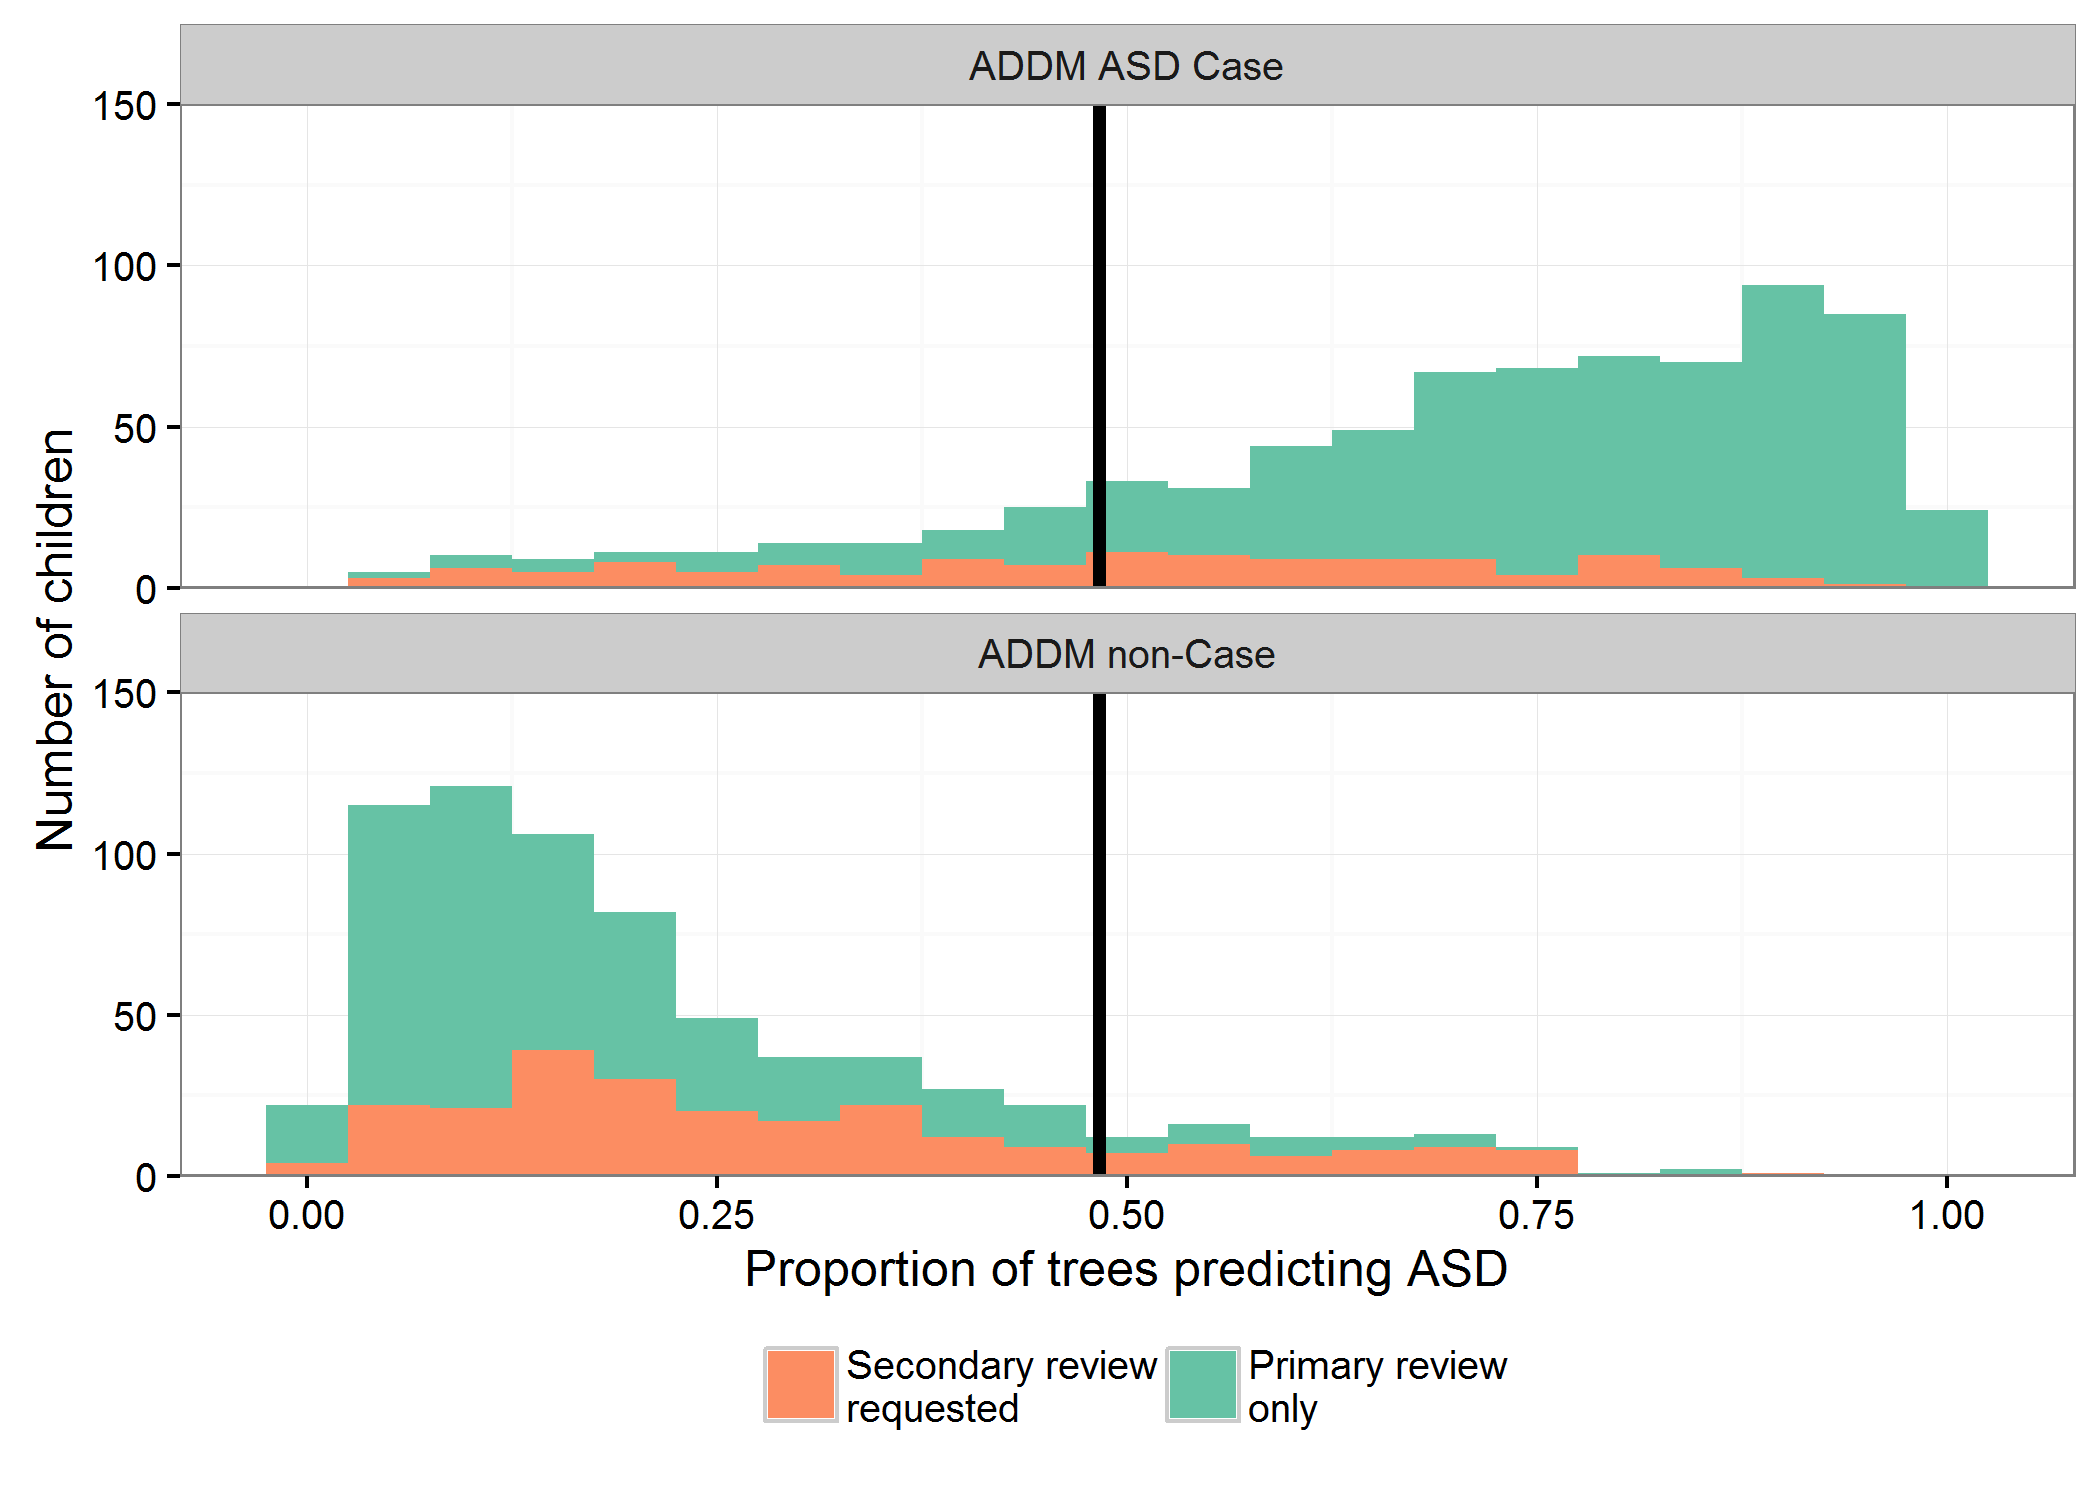 ADDM ASD Case
150
100
50
0
ADDM non-Case
150
100
50
0
Number of children
0.00 0.25 0.50 0.75 1.00
Proportion of trees predicting ASD
Secondary review
requested
Primary review
only